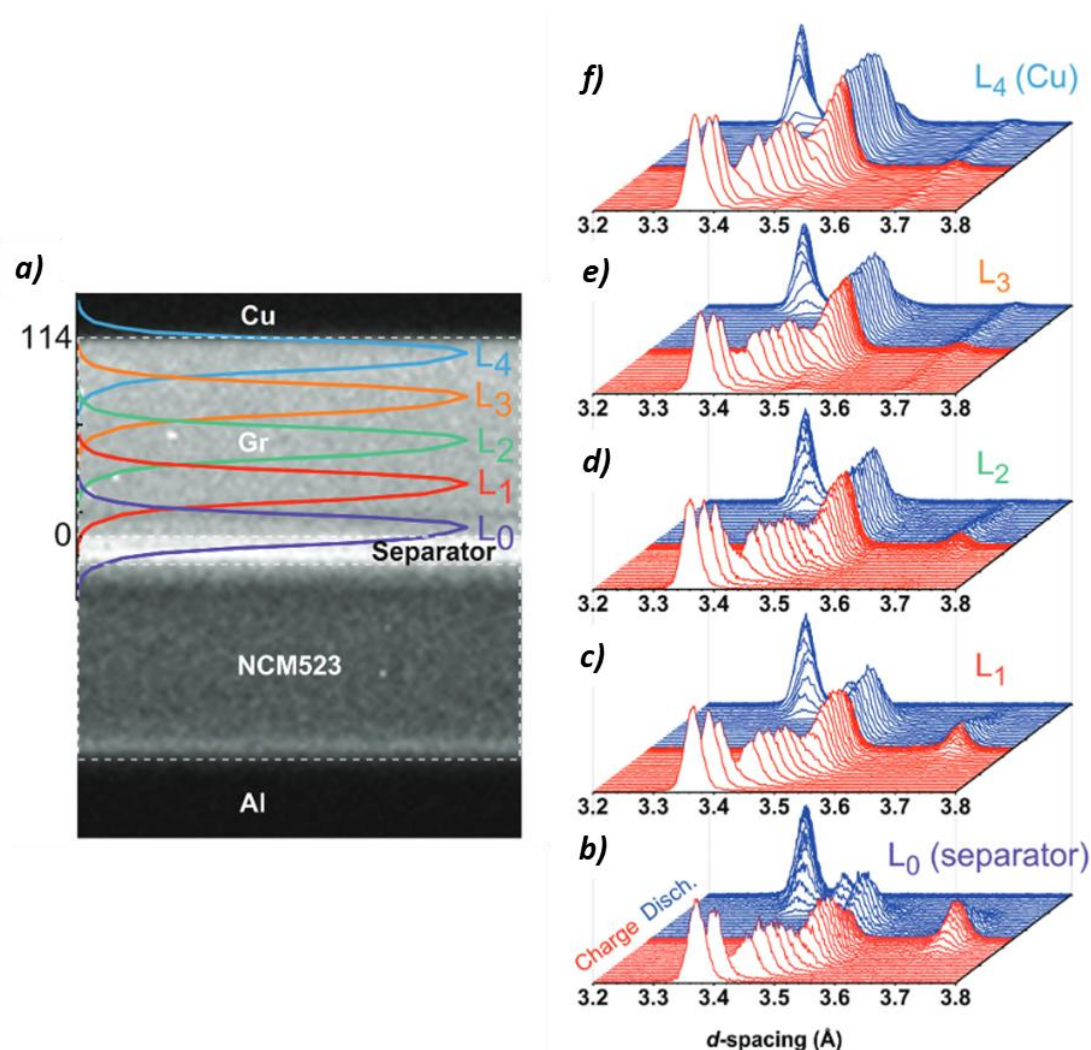 a)
114
0
Cu
L4
L3
Gr
L2
L1
L0
Separator
NCM523
Al
f)
L4 (Cu)
3.2 3.3 3.4 3.5 3.6 3.7 3.8
e)
L3
3.2 3.3 3.4 3.5 3.6 3.7 3.8
d)
L2
3.2 3.3 3.4 3.5 3.6 3.7 3.8
c)
L1
3.2 3.3 3.4 3.5 3.6 3.7 3.8
b)
L0 (separator)
Charge Disch.
3.2 3.3 3.4 3.5 3.6 3.7 3.8
d-spacing (Å)